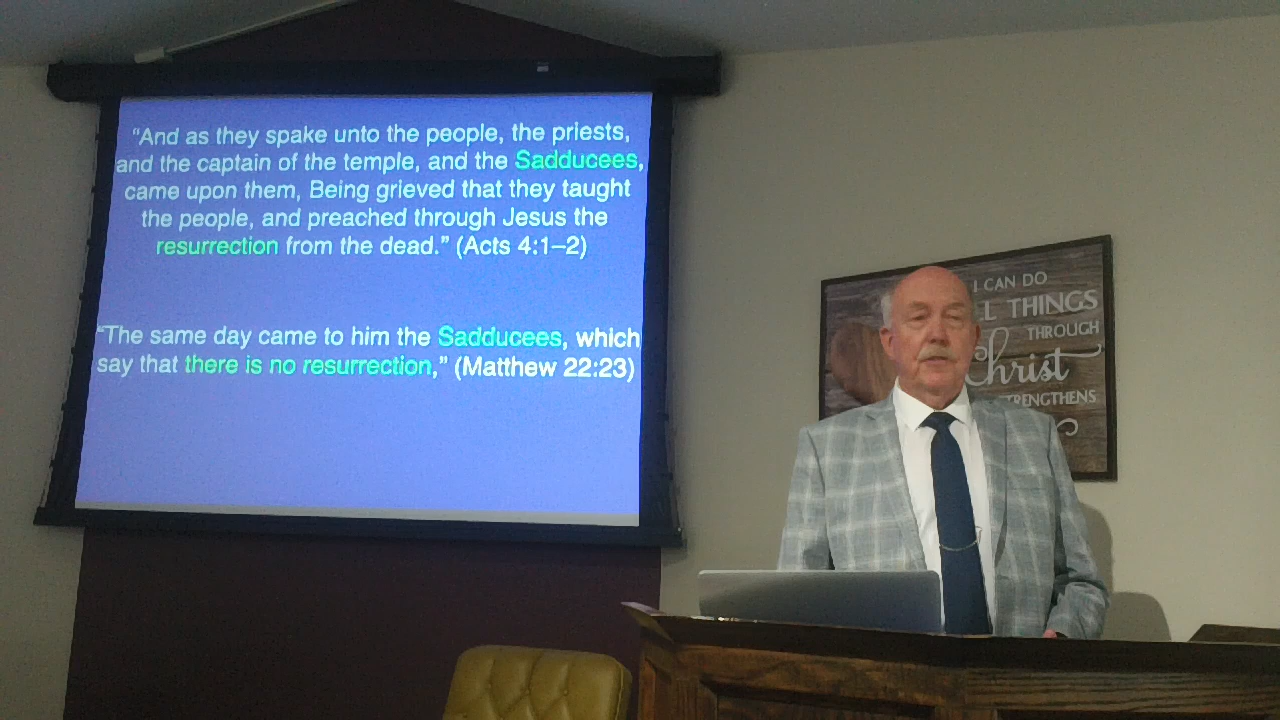 “And as they spake unto the people, the priests,
and the captain of the temple, and the Sadducees,
came upon them, Being grieved that they taught
the people, and preached through Jesus the
resurrection from the dead.” (Acts 4:1–2)
“The same day came to him the Sadducees, which
say that there is no resurrection,” (Matthew 22:23)
I CAN DO
LL THINGS
THROUGH
Christ
TRENGTHENS